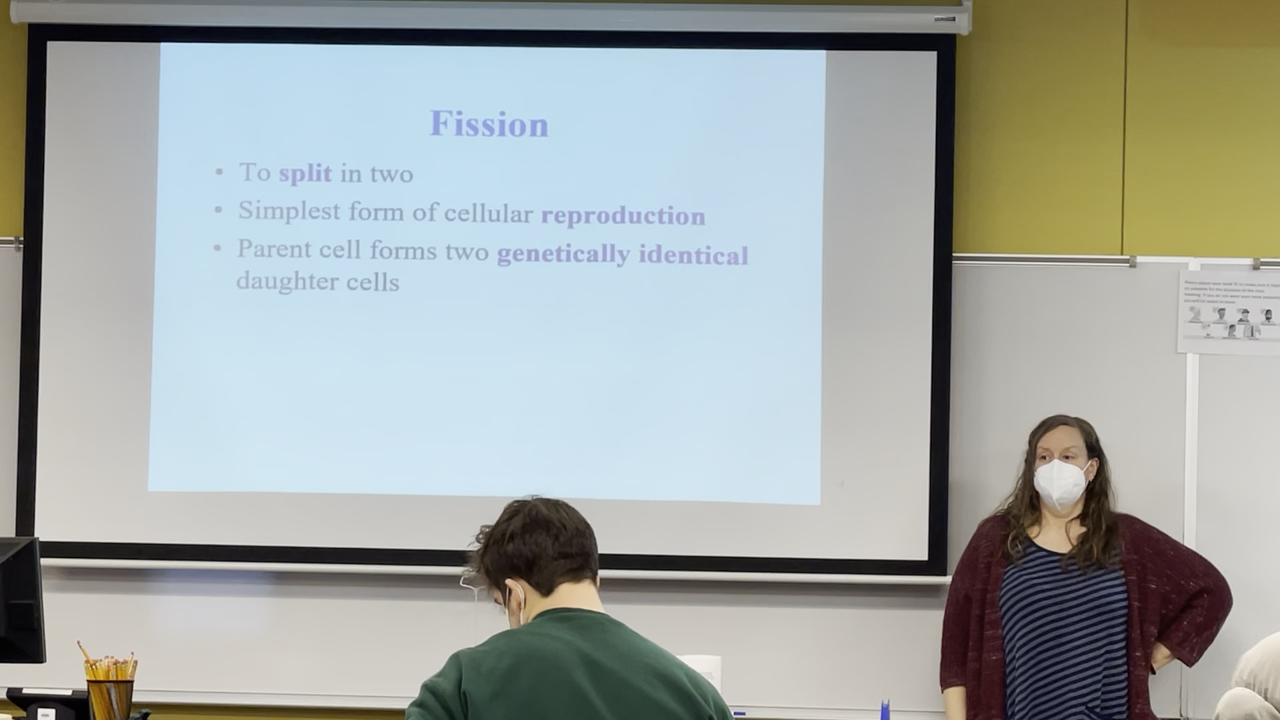 Fission
• To split in two
• Simplest form of cellular reproduction
• Parent cell forms two genetically identical
daughter cells